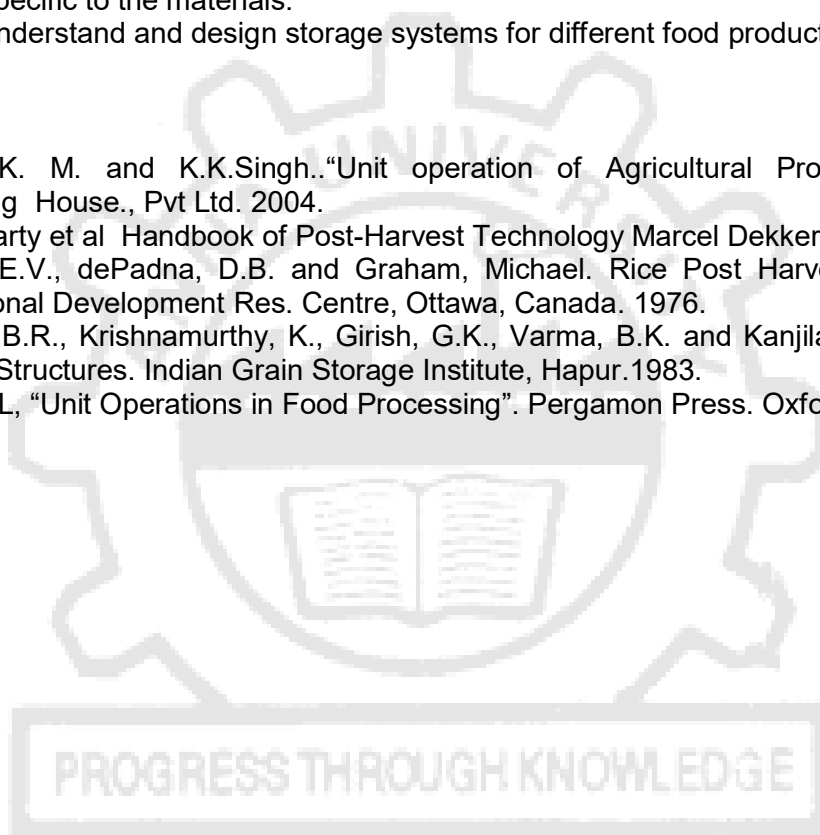 pecific to the materials.
nderstand and design storage systems for different food product
K. M. and K.K.Singh..“Unit operation of Agricultural Pro
g House., Pvt Ltd. 2004.
arty et al Handbook of Post-Harvest Technology Marcel Dekker
E.V., dePadna, D.B. and Graham, Michael. Rice Post Harv
onal Development Res. Centre, Ottawa, Canada. 1976.
B.R., Krishnamurthy, K., Girish, G.K., Varma, B.K. and Kanjila
Structures. Indian Grain Storage Institute, Hapur.1983.
L, “Unit Operations in Food Processing”. Pergamon Press. Oxfo
PROGRESS THROUGH KNOWLEDGE